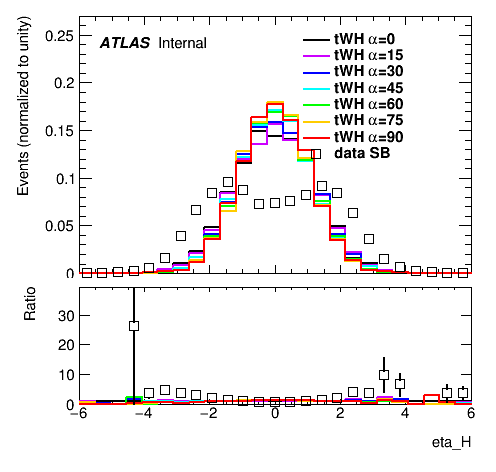 0.25
0.2
0.15
0.1
0.05
0
Events (normalized to unity)
ATLAS Internal
tWH α=0
tWH α=15
tWH α=30
tWH α=45
tWH α=60
tWH α=75
tWH α=90
data SB
Ratio
30
20
10
0
−6 −4 −2 0 2 4 6
eta_H